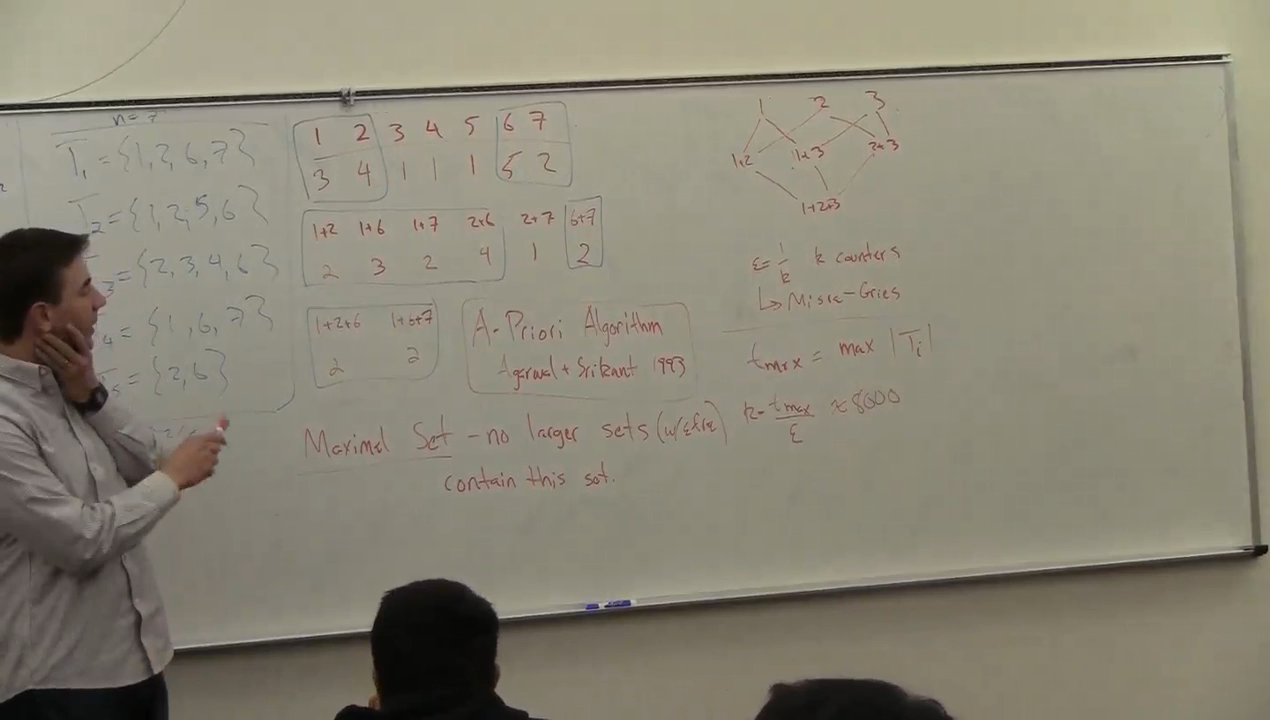 n = 7
T₁ = {1, 2, 6, 7}
T₂ = {1, 2, 5, 6}
3 = {2, 3, 4, 6}
4 = {1, 6, 7}
5 = {2, 6}
1 2 3 4 5 6 7
3 4 1 1 1 5 2
1+2 1+6 1+7 2+6 2+7 6+7
2 3 2 4 1 2
1+2+6 1+6+7
2 2
A-Priori Algorithm
Agarwal + Srikant 1993
Maximal Set - no larger sets
contain this set.
1 2 3
1+2 1+3 2+3
1+2+3
ε = 1/k k counters
↳ Misra-Gries
tmax = max |Tᵢ|
k = tmax/ε ≈ 8000